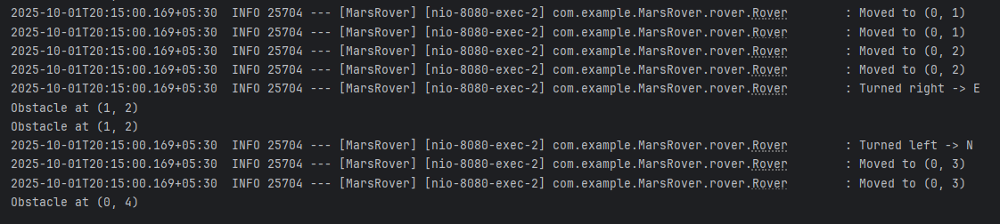 2025-10-01T20:15:00.169+05:30  INFO 25704 --- [MarsRover] [nio-8080-exec-2] com.example.MarsRover.rover.Rover        : Moved to (0, 1)
2025-10-01T20:15:00.169+05:30  INFO 25704 --- [MarsRover] [nio-8080-exec-2] com.example.MarsRover.rover.Rover        : Moved to (0, 1)
2025-10-01T20:15:00.169+05:30  INFO 25704 --- [MarsRover] [nio-8080-exec-2] com.example.MarsRover.rover.Rover        : Moved to (0, 2)
2025-10-01T20:15:00.169+05:30  INFO 25704 --- [MarsRover] [nio-8080-exec-2] com.example.MarsRover.rover.Rover        : Moved to (0, 2)
2025-10-01T20:15:00.169+05:30  INFO 25704 --- [MarsRover] [nio-8080-exec-2] com.example.MarsRover.rover.Rover        : Turned right -> E
Obstacle at (1, 2)
Obstacle at (1, 2)
2025-10-01T20:15:00.169+05:30  INFO 25704 --- [MarsRover] [nio-8080-exec-2] com.example.MarsRover.rover.Rover        : Turned left -> N
2025-10-01T20:15:00.169+05:30  INFO 25704 --- [MarsRover] [nio-8080-exec-2] com.example.MarsRover.rover.Rover        : Moved to (0, 3)
2025-10-01T20:15:00.169+05:30  INFO 25704 --- [MarsRover] [nio-8080-exec-2] com.example.MarsRover.rover.Rover        : Moved to (0, 3)
Obstacle at (0, 4)